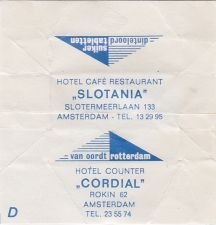 dinteloord
suiker
tabletten
HOTEL CAFÉ RESTAURANT
„SLOTANIA”
SLOTERMEERLAAN 133
AMSTERDAM - TEL. 13 29 95
van oordt rotterdam
HOTEL COUNTER
„CORDIAL”
ROKIN 62
AMSTERDAM
TEL. 23 55 74
D